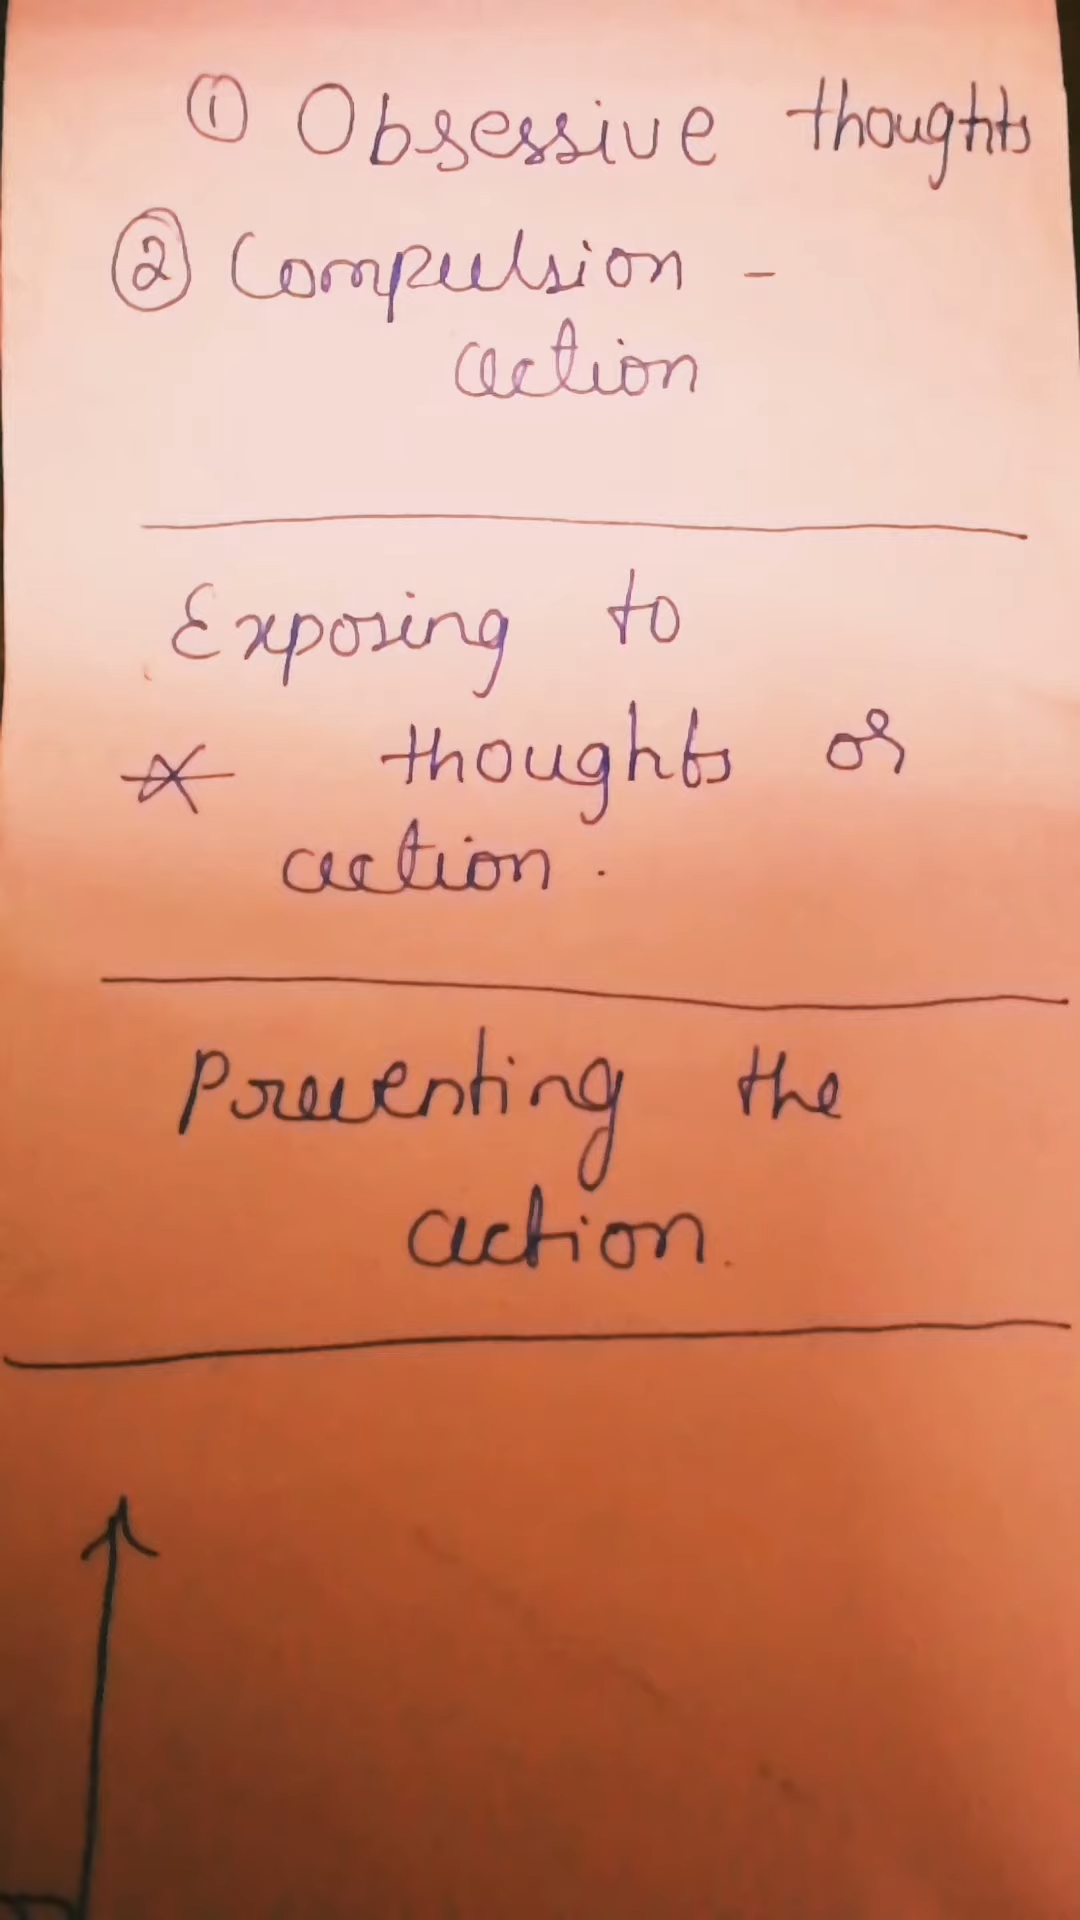 ① Obsessive thoughts
② Compulsion -
action
Exposing to
* thoughts or
action.
Preventing the
action.